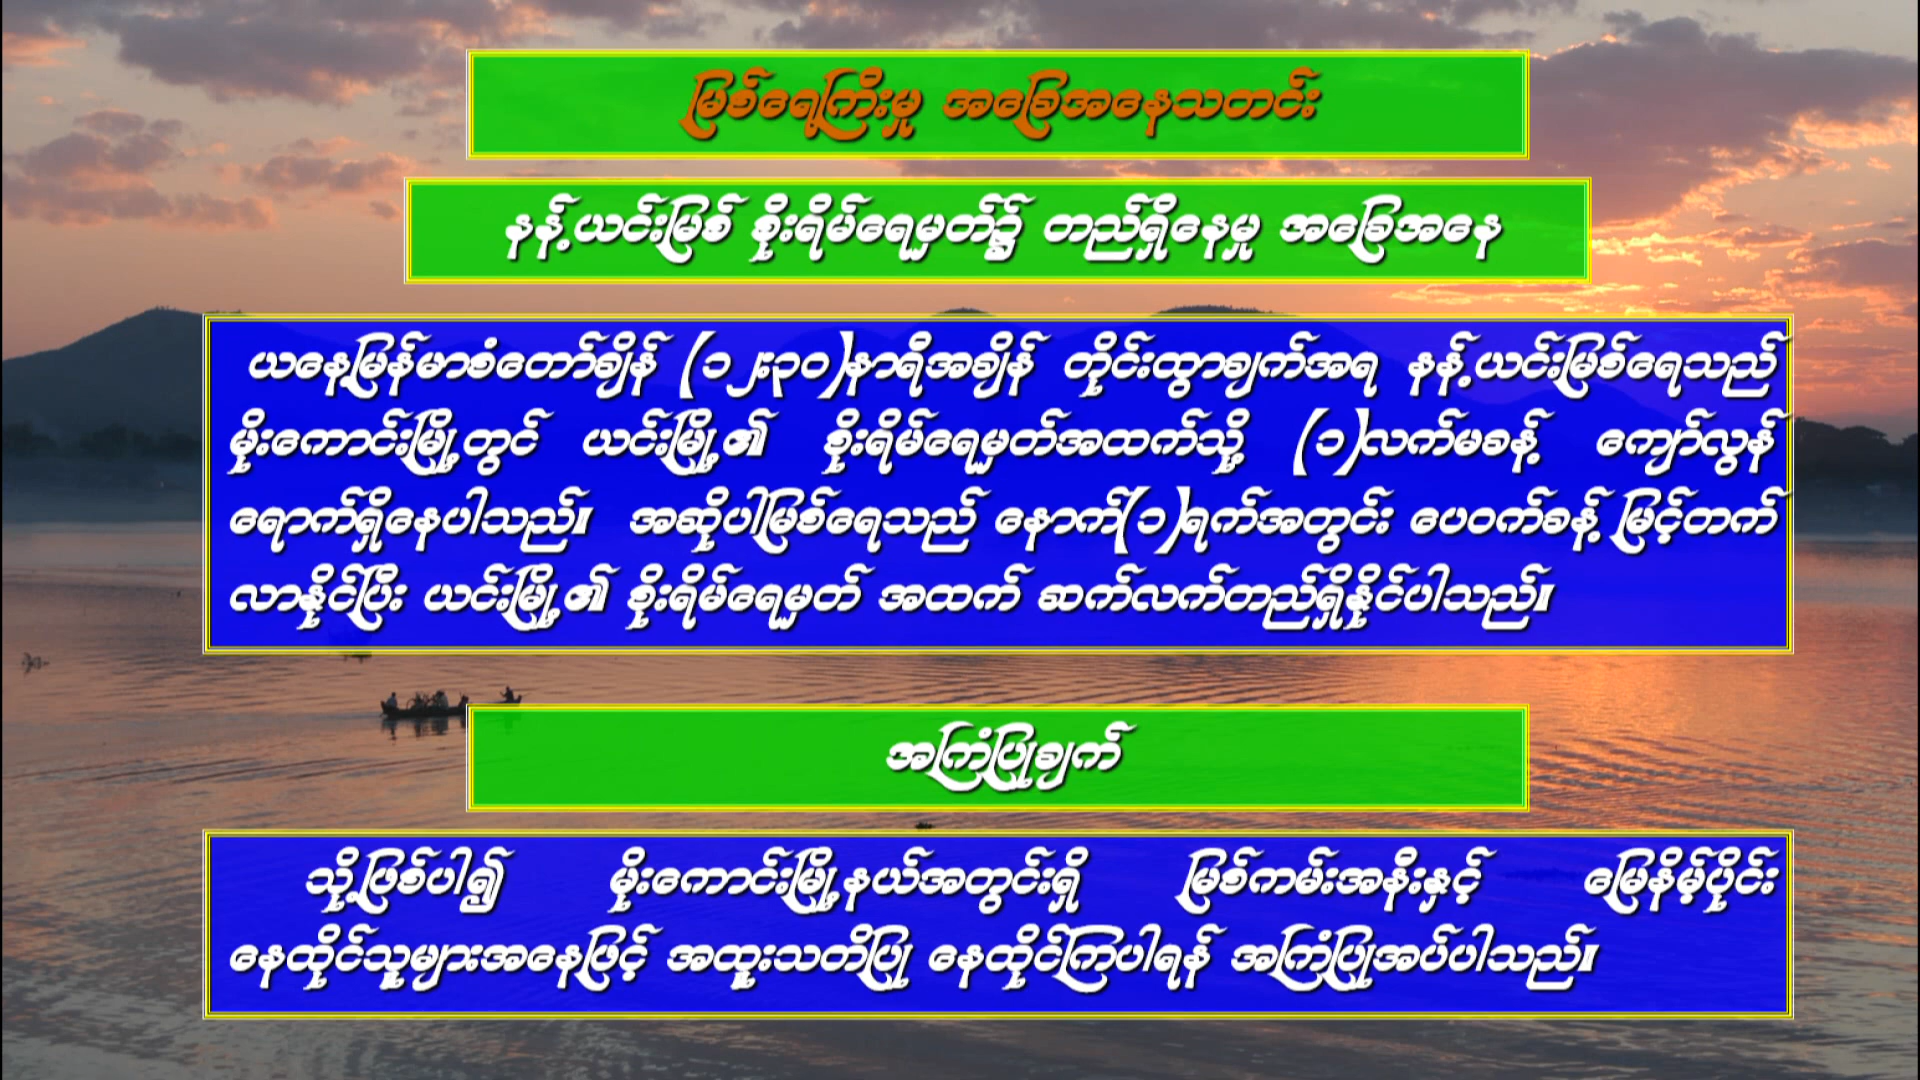 မြစ်ရေကြီးမှု အခြေအနေသတင်း
နန့်ယင်းမြစ် စိုးရိမ်ရေမှတ်၌ တည်ရှိနေမှု အခြေအနေ
ယနေ့မြန်မာစံတော်ချိန် (၁၂း၃၀)နာရီအချိန် တိုင်းထွာချက်အရ နန့်ယင်းမြစ်ရေသည်
မိုးကောင်းမြို့တွင် ယင်းမြို့၏ စိုးရိမ်ရေမှတ်အထက်သို့ (၁)လက်မခန့် ကျော်လွန်
ရောက်ရှိနေပါသည်။ အဆိုပါမြစ်ရေသည် နောက်(၁)ရက်အတွင်း ပေဝက်ခန့် မြင့်တက်
လာနိုင်ပြီး ယင်းမြို့၏ စိုးရိမ်ရေမှတ် အထက် ဆက်လက်တည်ရှိနိုင်ပါသည်။
အကြံပြုချက်
သို့ဖြစ်ပါ၍ မိုးကောင်းမြို့နယ်အတွင်းရှိ မြစ်ကမ်းအနီးနှင့် မြေနိမ့်ပိုင်း
နေထိုင်သူများအနေဖြင့် အထူးသတိပြု နေထိုင်ကြပါရန် အကြံပြုအပ်ပါသည်။